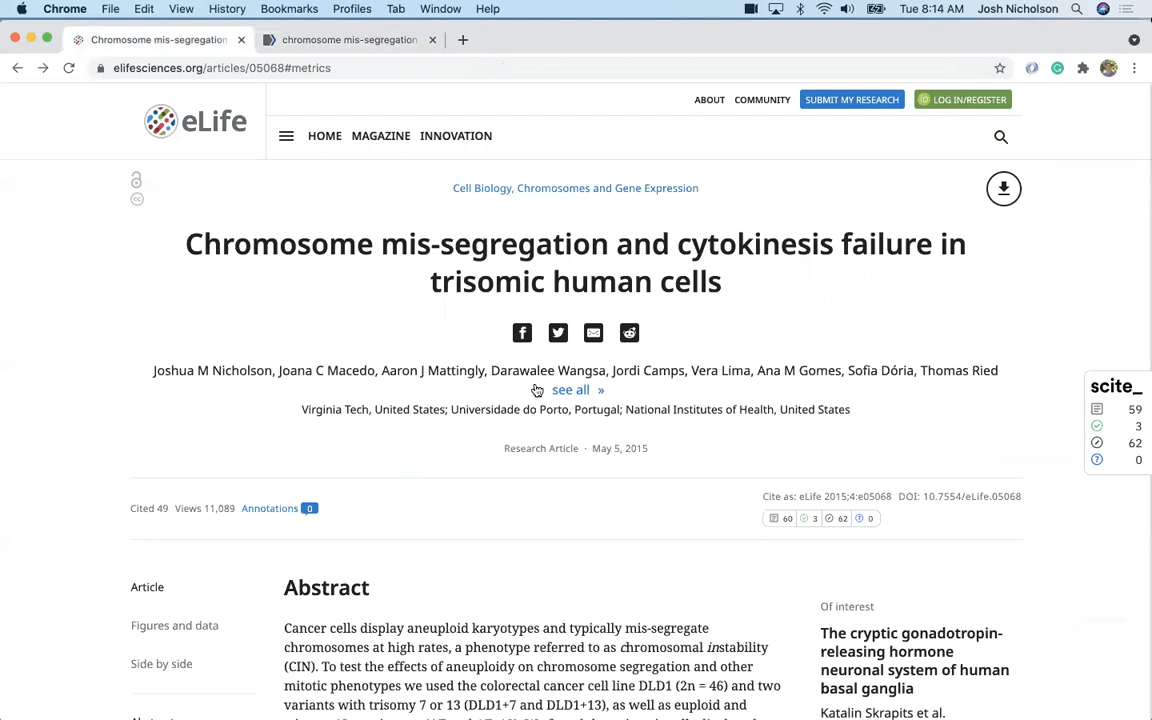 Chrome File Edit View History Bookmarks Profiles Tab Window Help Tue 8:14 AM Josh Nicholson
Chromosome mis-segregation chromosome mis-segregation
elifesciences.org/articles/05068#metrics
ABOUT COMMUNITY SUBMIT MY RESEARCH LOG IN/REGISTER
eLife
HOME MAGAZINE INNOVATION
Cell Biology, Chromosomes and Gene Expression
Chromosome mis-segregation and cytokinesis failure in
trisomic human cells
Joshua M Nicholson, Joana C Macedo, Aaron J Mattingly, Darawalee Wangsa, Jordi Camps, Vera Lima, Ana M Gomes, Sofia Dória, Thomas Ried
see all »
Virginia Tech, United States; Universidade do Porto, Portugal; National Institutes of Health, United States
Research Article · May 5, 2015
scite_
59
3
62
0
Cited 49 Views 11,089 Annotations 0
Cite as: eLife 2015;4:e05068 DOI: 10.7554/eLife.05068
60 3 62 0
Article
Figures and data
Side by side
Abstract
Cancer cells display aneuploid karyotypes and typically mis-segregate
chromosomes at high rates, a phenotype referred to as chromosomal instability
(CIN). To test the effects of aneuploidy on chromosome segregation and other
mitotic phenotypes we used the colorectal cancer cell line DLD1 (2n = 46) and two
variants with trisomy 7 or 13 (DLD1+7 and DLD1+13), as well as euploid and
Of interest
The cryptic gonadotropin-
releasing hormone
neuronal system of human
basal ganglia
Katalin Skrapits et al.